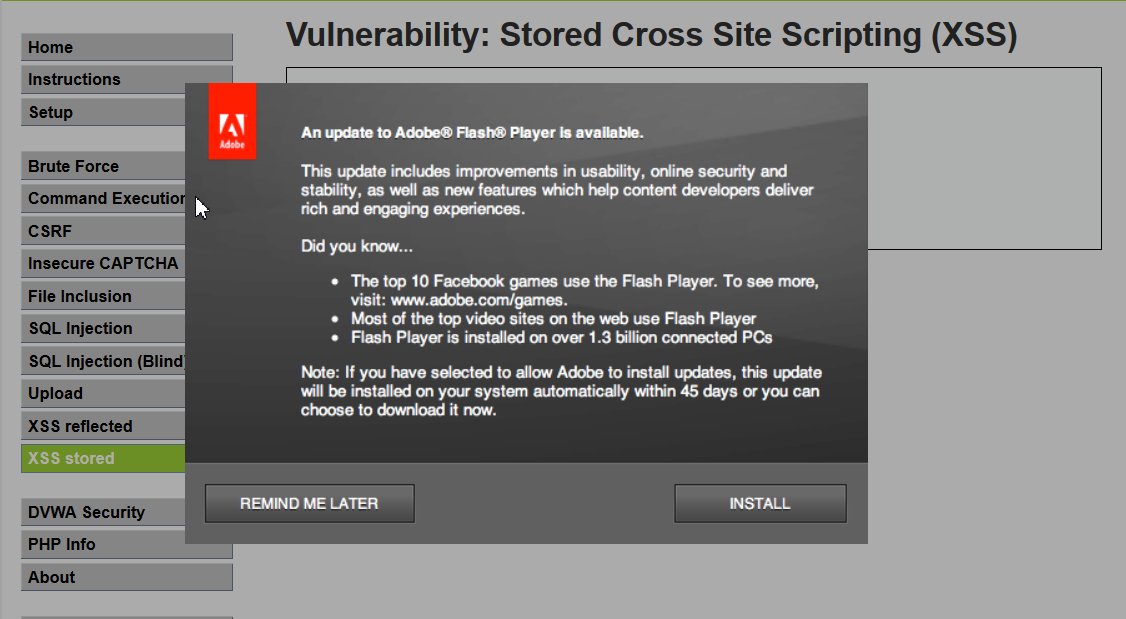 Vulnerability: Stored Cross Site Scripting (XSS)
Home
Instructions
Setup
Brute Force
Command Execution
CSRF
Insecure CAPTCHA
File Inclusion
SQL Injection
SQL Injection (Blind)
Upload
XSS reflected
XSS stored
DVWA Security
PHP Info
About
Adobe
An update to Adobe® Flash® Player is available.
This update includes improvements in usability, online security and
stability, as well as new features which help content developers deliver
rich and engaging experiences.
Did you know...
• The top 10 Facebook games use the Flash Player. To see more,
visit: www.adobe.com/games.
• Most of the top video sites on the web use Flash Player
• Flash Player is installed on over 1.3 billion connected PCs
Note: If you have selected to allow Adobe to install updates, this update
will be installed on your system automatically within 45 days or you can
choose to download it now.
REMIND ME LATER
INSTALL